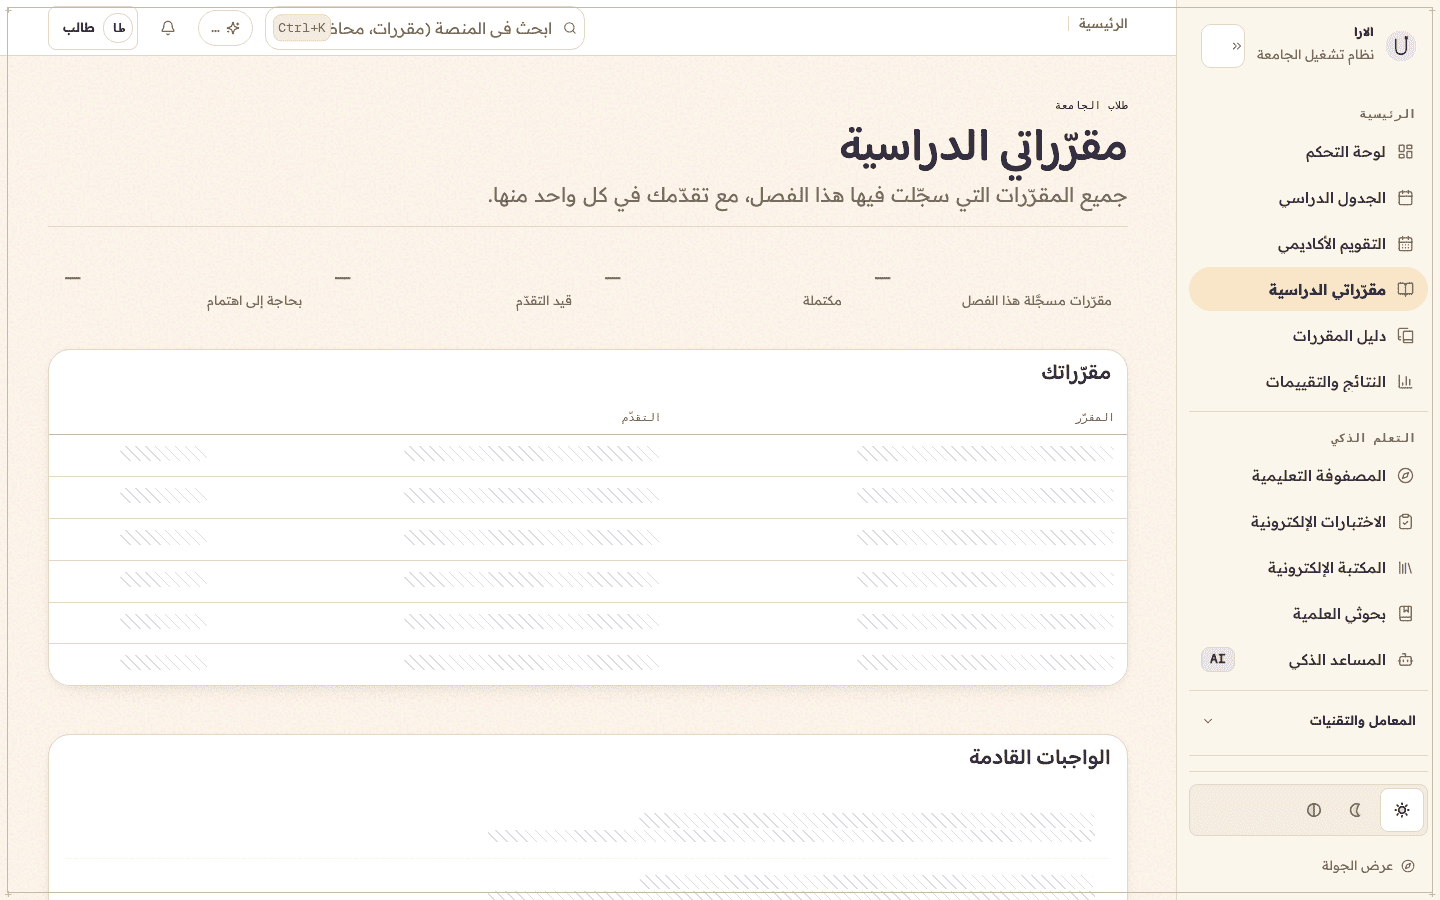 الارا
نظام تشغيل الجامعة
الرئيسية
لوحة التحكم
الجدول الدراسي
التقويم الأكاديمي
مقرّراتي الدراسية
دليل المقررات
النتائج والتقييمات
التعلم الذكي
المصفوفة التعليمية
الاختبارات الإلكترونية
المكتبة الإلكترونية
بحوثي العلمية
المساعد الذكي
AI
المعامل والتقنيات
عرض الجولة
الرئيسية
ابحث في المنصة (مقررات،
Ctrl+K
...
طا
طالب
طلاب الجامعة
مقرّراتي الدراسية
جميع المقرّرات التي سجّلت فيها هذا الفصل، مع تقدّمك في كل واحد منها.
—
مقرّرات مسجَّلة هذا الفصل
—
مكتملة
—
قيد التقدّم
—
بحاجة إلى اهتمام
مقرّراتك
المقرّر
التقدّم
الواجبات القادمة